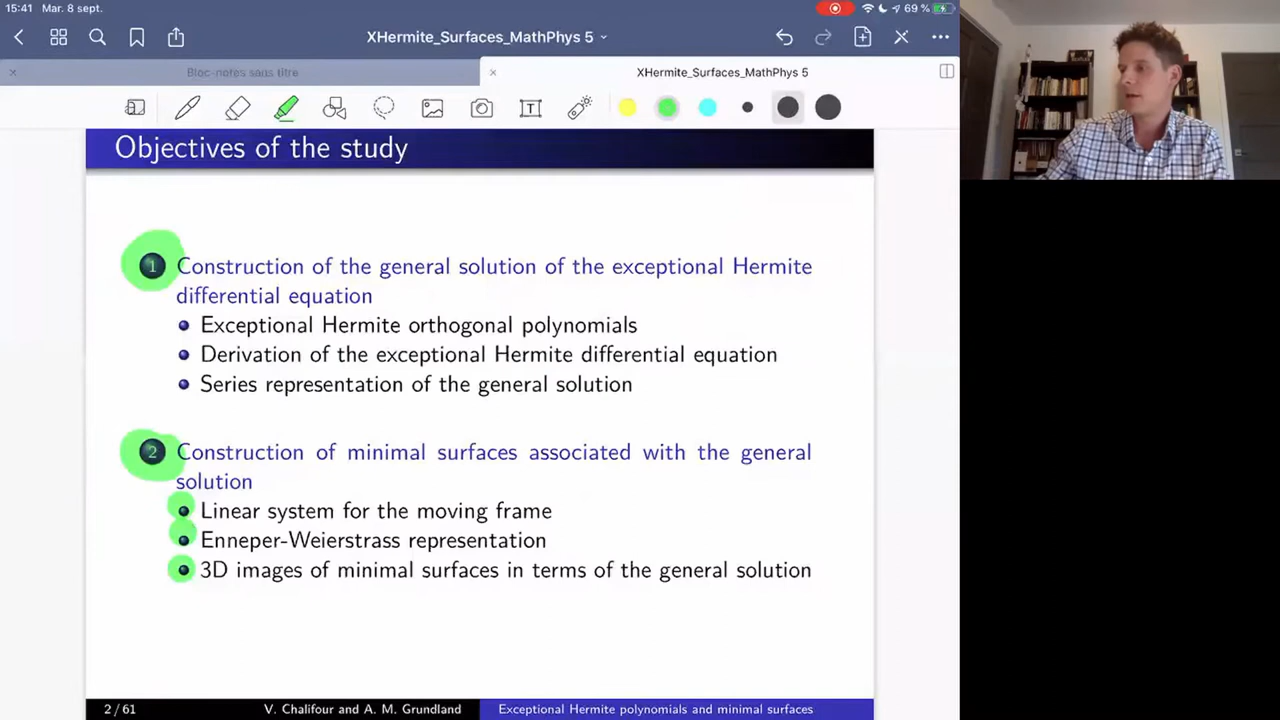 15:41 Mar. 8 sept. 69 %
XHermite_Surfaces_MathPhys 5
Bloc-notes sans titre
XHermite_Surfaces_MathPhys 5
Objectives of the study
1 Construction of the general solution of the exceptional Hermite
differential equation
Exceptional Hermite orthogonal polynomials
Derivation of the exceptional Hermite differential equation
Series representation of the general solution
2 Construction of minimal surfaces associated with the general
solution
Linear system for the moving frame
Enneper-Weierstrass representation
3D images of minimal surfaces in terms of the general solution
2 / 61 V. Chalifour and A. M. Grundland Exceptional Hermite polynomials and minimal surfaces